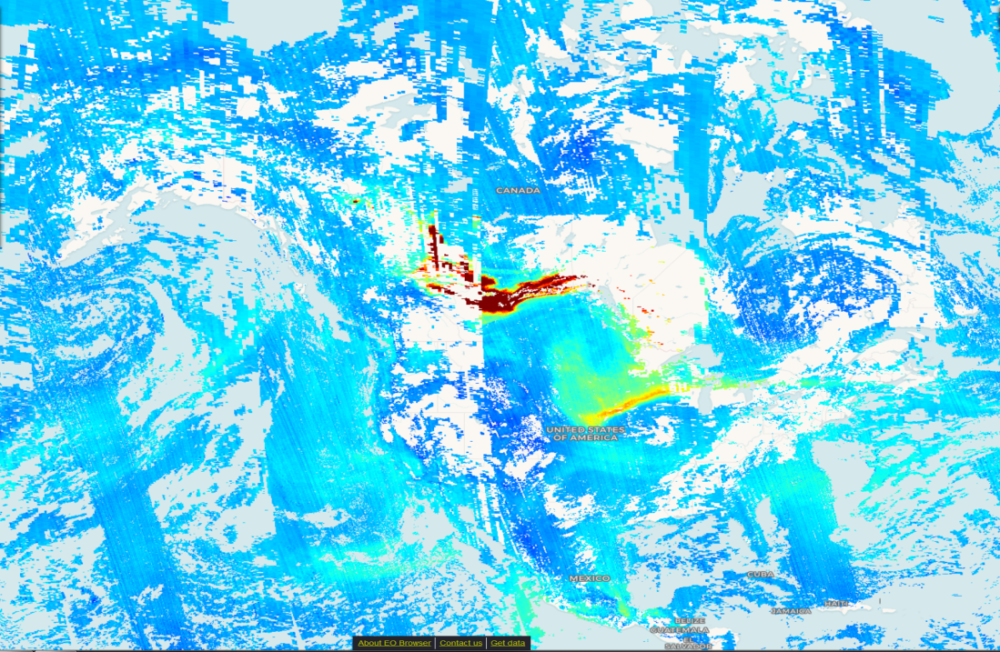 CANADA
UNITED STATES
OF AMERICA
MEXICO
CUBA
HAITI
JAMAICA
BELIZE
GUATEMALA
EL
SALVADOR
About EO Browser | Contact us | Get data